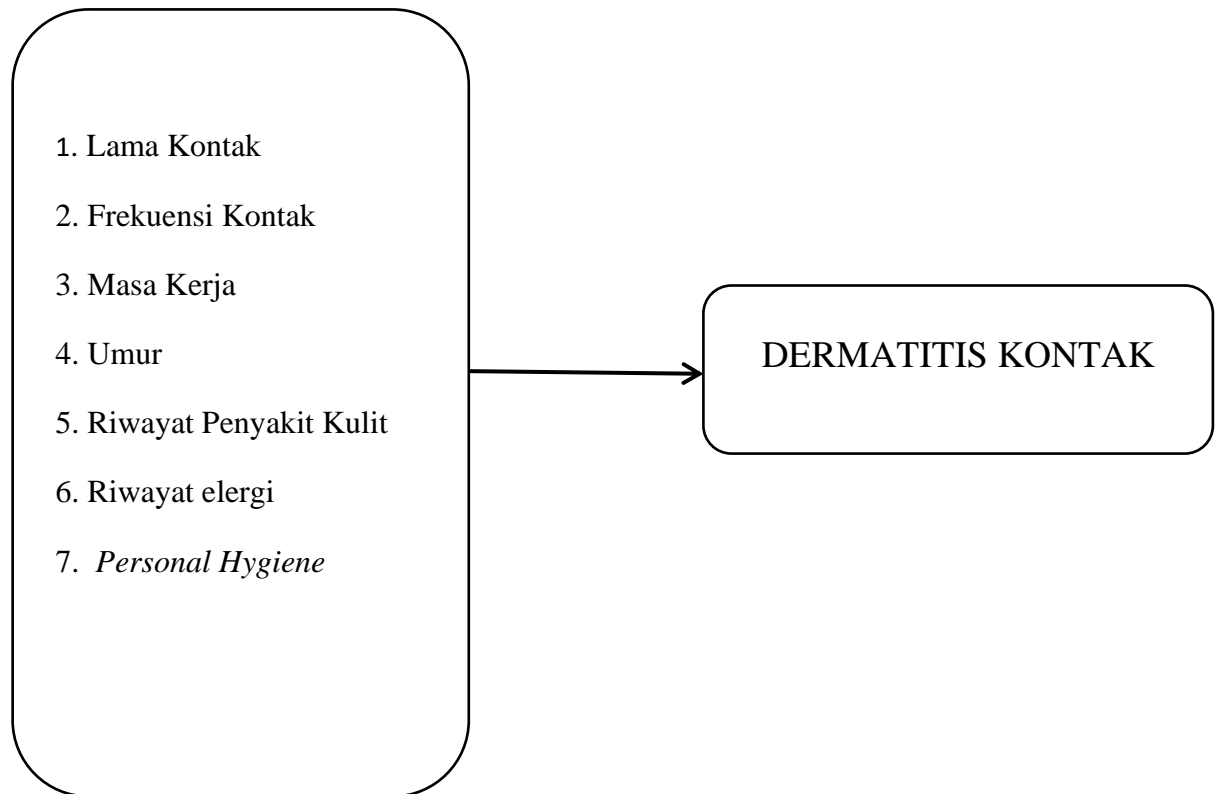 1. Lama Kontak
2. Frekuensi Kontak
3. Masa Kerja
4. Umur
5. Riwayat Penyakit Kulit
6. Riwayat elergi
7. Personal Hygiene
DERMATITIS KONTAK